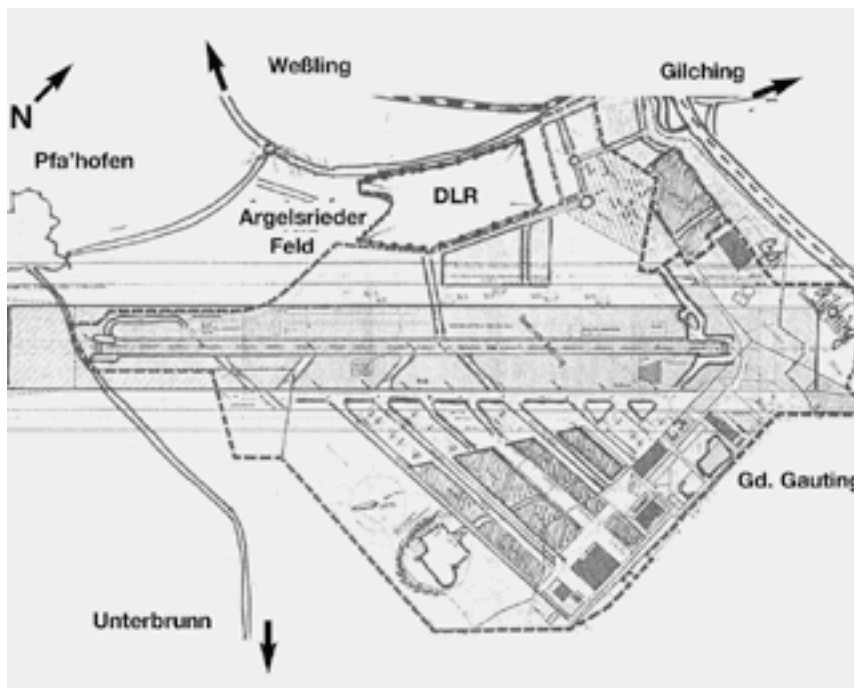 Weßling
Gilching
N
Pfa'hofen
DLR
Argelsrieder
Feld
Gd. Gauting
Unterbrunn